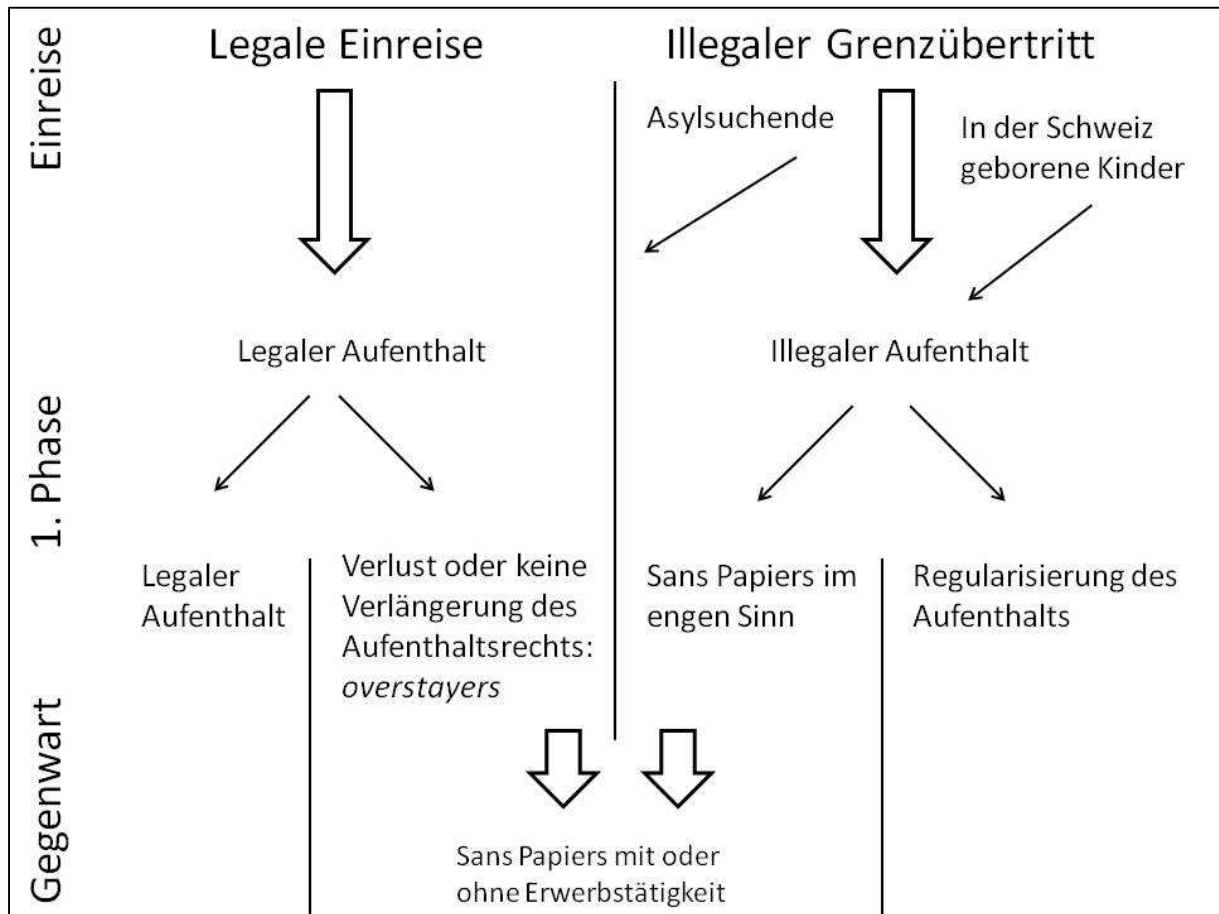 Einreise
Legale Einreise
Illegaler Grenzübertritt
Asylsuchende
In der Schweiz
geborene Kinder
1. Phase
Legaler Aufenthalt
Illegaler Aufenthalt
Legaler
Aufenthalt
Verlust oder keine
Verlängerung des
Aufenthaltsrechts:
overstayers
Sans Papiers im
engen Sinn
Regularisierung des
Aufenthalts
Gegenwart
Sans Papiers mit oder
ohne Erwerbstätigkeit